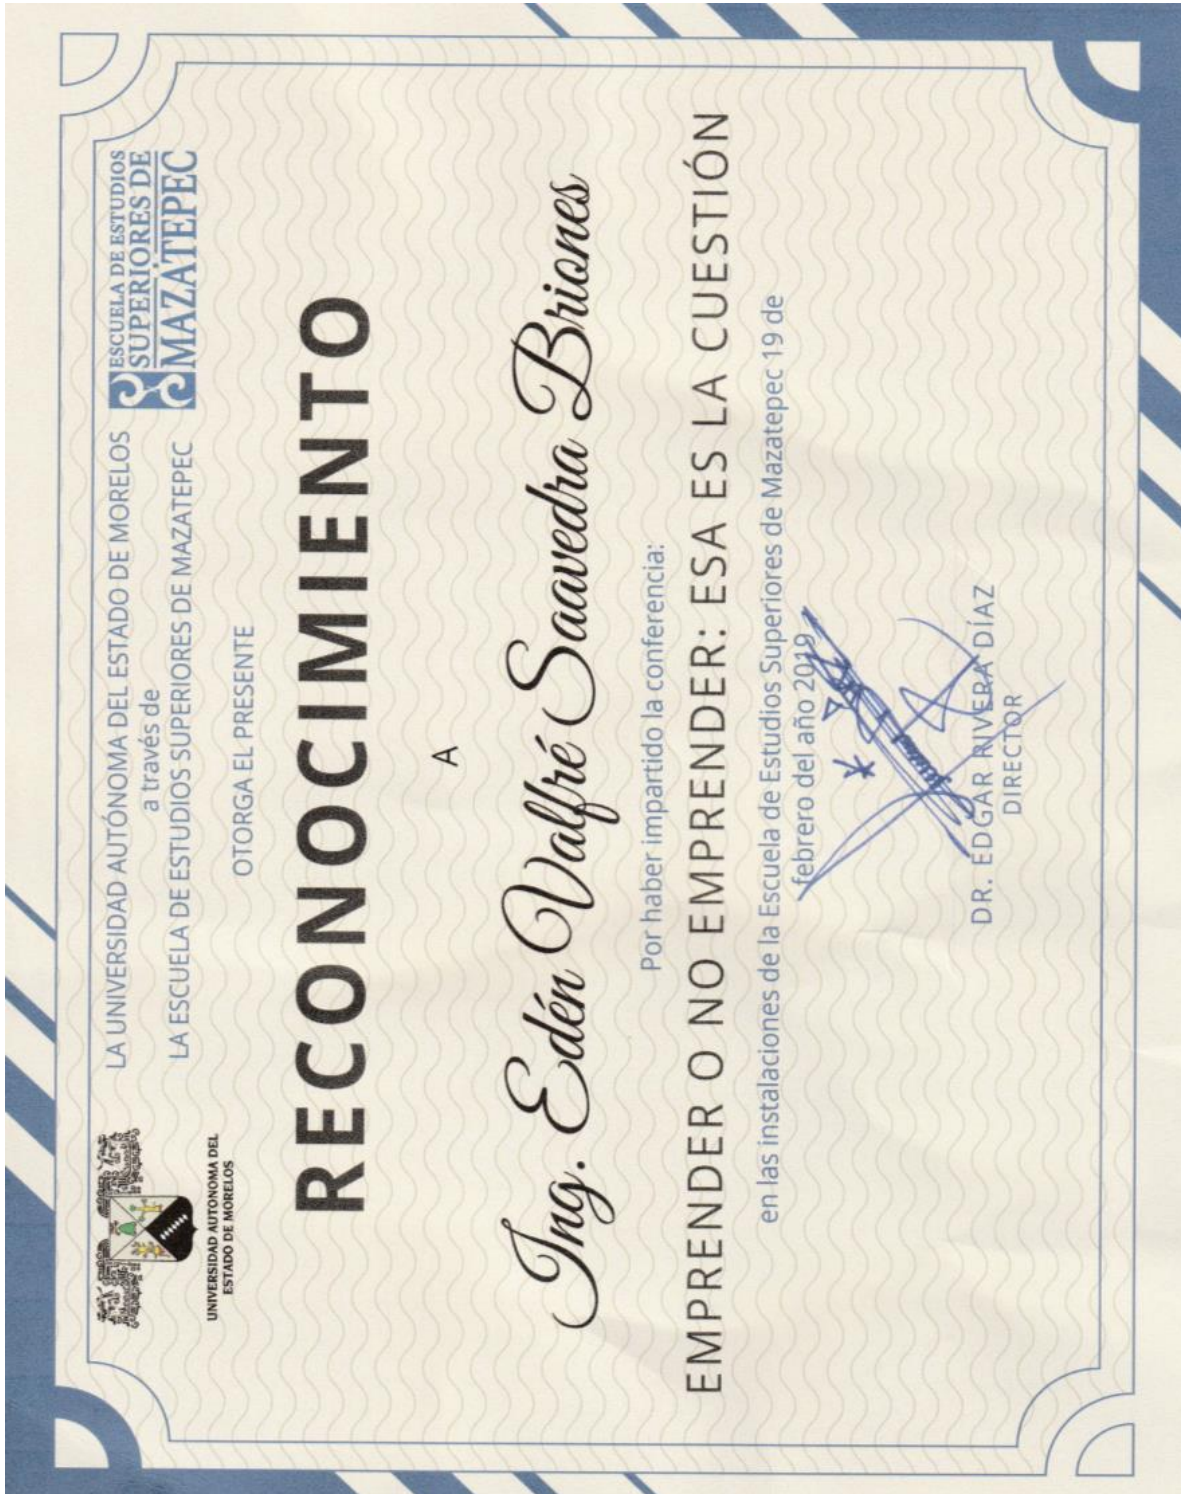 LA UNIVERSIDAD AUTÓNOMA DEL ESTADO DE MORELOS
a través de
LA ESCUELA DE ESTUDIOS SUPERIORES DE MAZATEPEC
UNIVERSIDAD AUTONOMA DEL
ESTADO DE MORELOS
ESCUELA DE ESTUDIOS
SUPERIORES DE
MAZATEPEC
OTORGA EL PRESENTE
RECONOCIMIENTO
A
Ing. Edén Valfré Saavedra Briones
Por haber impartido la conferencia:
EMPRENDER O NO EMPRENDER: ESA ES LA CUESTIÓN
en las instalaciones de la Escuela de Estudios Superiores de Mazatepec 19 de
febrero del año 2019
DR. EDGAR RIVERA DÍAZ
DIRECTOR